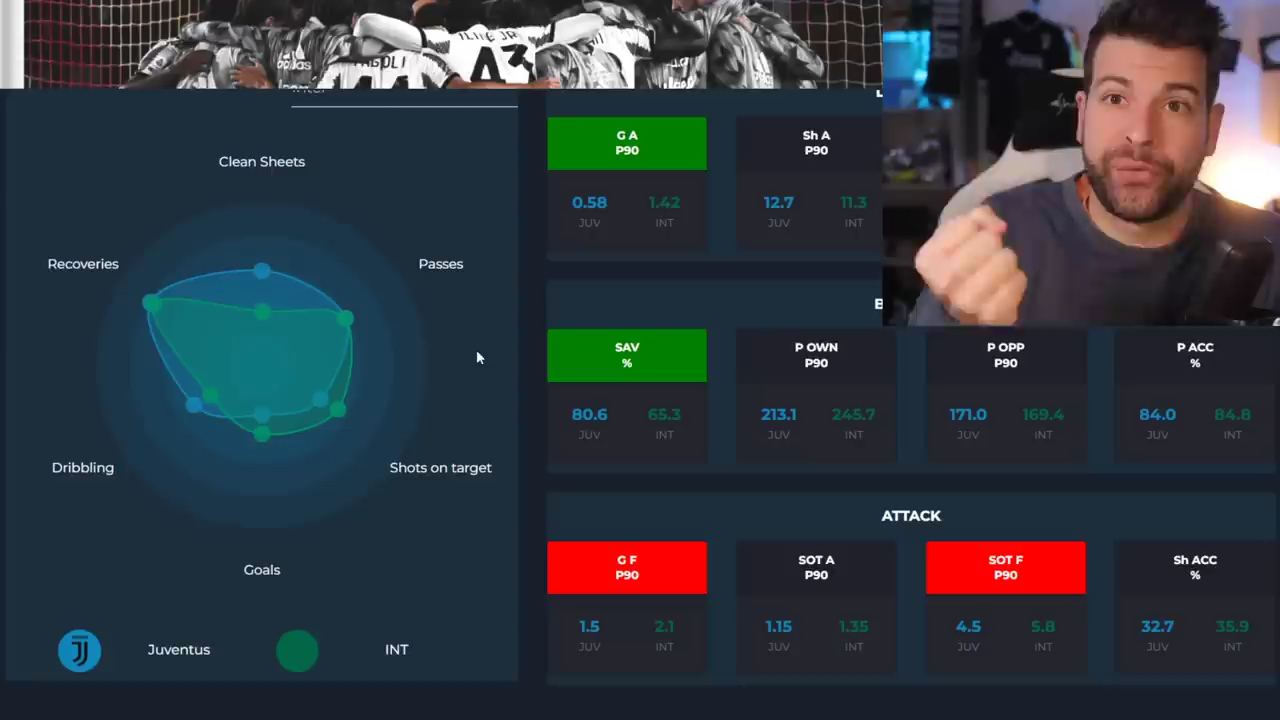 ILING JR.
43
FAGIOLI
Clean Sheets
Recoveries
Passes
Dribbling
Shots on target
Goals
Juventus
INT
G A
P90
0.58
1.42
JUV
INT
Sh A
P90
12.7
11.3
JUV
INT
SAV
%
80.6
65.3
JUV
INT
P OWN
P90
213.1
245.7
JUV
INT
P OPP
P90
171.0
169.4
JUV
INT
P ACC
%
84.0
84.8
JUV
INT
ATTACK
G F
P90
1.5
2.1
JUV
INT
SOT A
P90
1.15
1.35
JUV
INT
SOT F
P90
4.5
5.8
JUV
INT
Sh ACC
%
32.7
35.9
JUV
INT